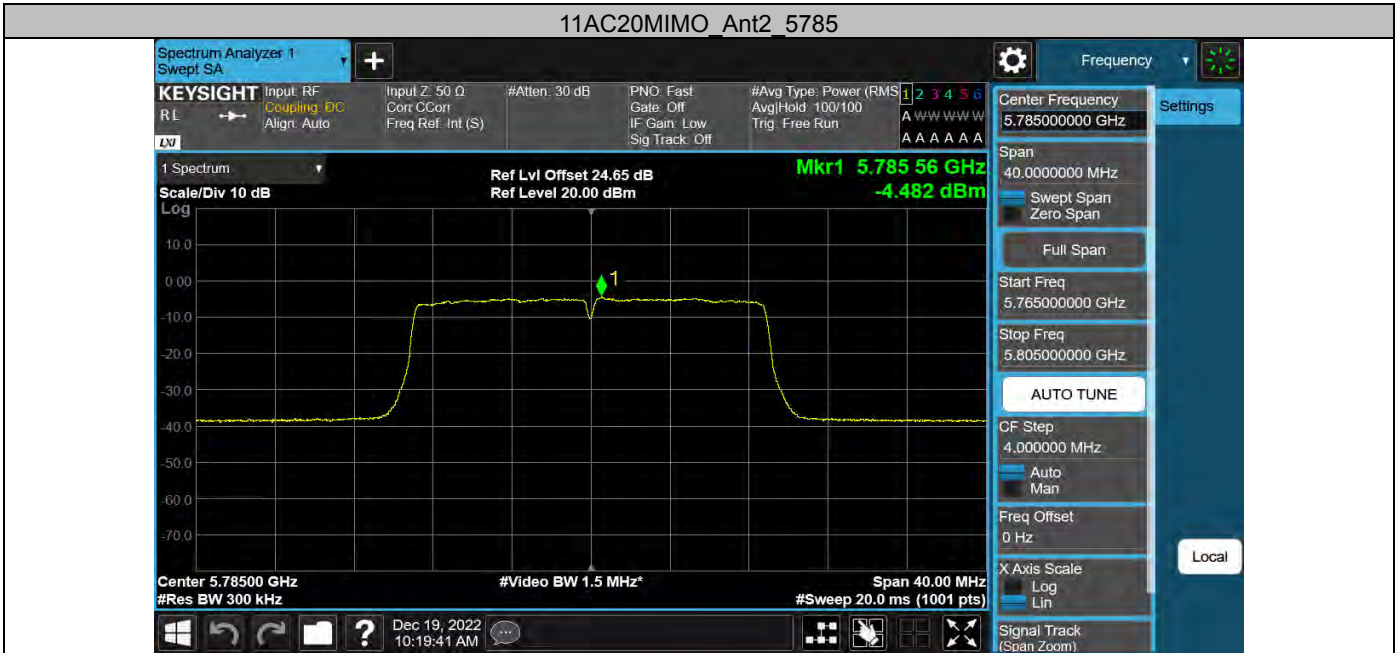 11AC20MIMO_Ant2_5785
Spectrum Analyzer 1
Swept SA
Frequency
KEYSIGHT
RL
LXI
Input: RF
Coupling: DC
Align: Auto
Input Z: 50 Ω
Corr CCorr
Freq Ref: Int (S)
#Atten: 30 dB
PNO: Fast
Gate: Off
IF Gain: Low
Sig Track: Off
#Avg Type: Power (RMS
Avg|Hold: 100/100
Trig: Free Run
1 2 3 4 5 6
A W W W W W
A A A A A A
1 Spectrum
Scale/Div 10 dB
Ref Lvl Offset 24.65 dB
Ref Level 20.00 dBm
Mkr1 5.785 56 GHz
-4.482 dBm
Log
10.0
0.00
-10.0
-20.0
-30.0
-40.0
-50.0
-60.0
-70.0
1
Center 5.78500 GHz
#Res BW 300 kHz
#Video BW 1.5 MHz*
Span 40.00 MHz
#Sweep 20.0 ms (1001 pts)
Dec 19, 2022
10:19:41 AM
Center Frequency
5.785000000 GHz
Settings
Span
40.0000000 MHz
Swept Span
Zero Span
Full Span
Start Freq
5.765000000 GHz
Stop Freq
5.805000000 GHz
AUTO TUNE
CF Step
4.000000 MHz
Auto
Man
Freq Offset
0 Hz
X Axis Scale
Log
Lin
Local
Signal Track
(Span Zoom)